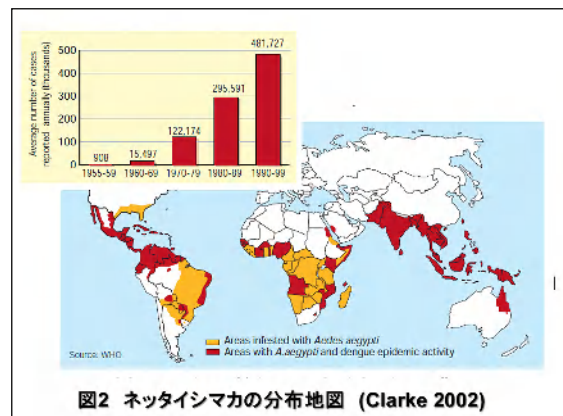 Average number of cases
reported annually (thousands)
500
400
300
200
100
0
908
15,497
122,174
295,591
481,727
1955-59 1960-69 1970-79 1980-89 1990-99
Areas infested with Aedes aegypti
Areas with A.aegypti and dengue epidemic activity
Source: WHO
図2 ネッタイシマカの分布地図 (Clarke 2002)